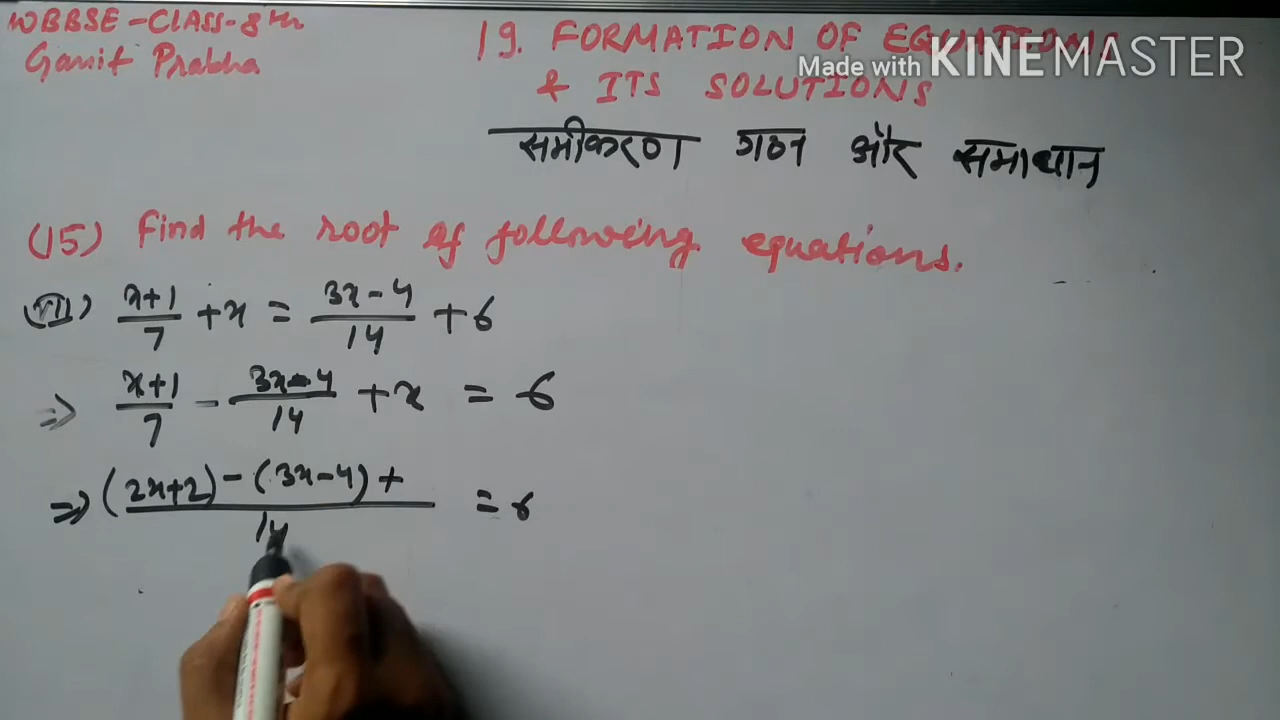 WBBSE-CLASS-8th
Ganit Prabha
19. FORMATION OF EQUATIONS
& ITS SOLUTIONS
Made with KINEMASTER
समीकरण गठन और समाधान
(15) Find the root of following equations.
(VII) (x+1)/7 + x = (3x-4)/14 + 6
⇒ (x+1)/7 - (3x-4)/14 + x = 6
⇒ ((2x+2) - (3x-4) +)/14 = 6